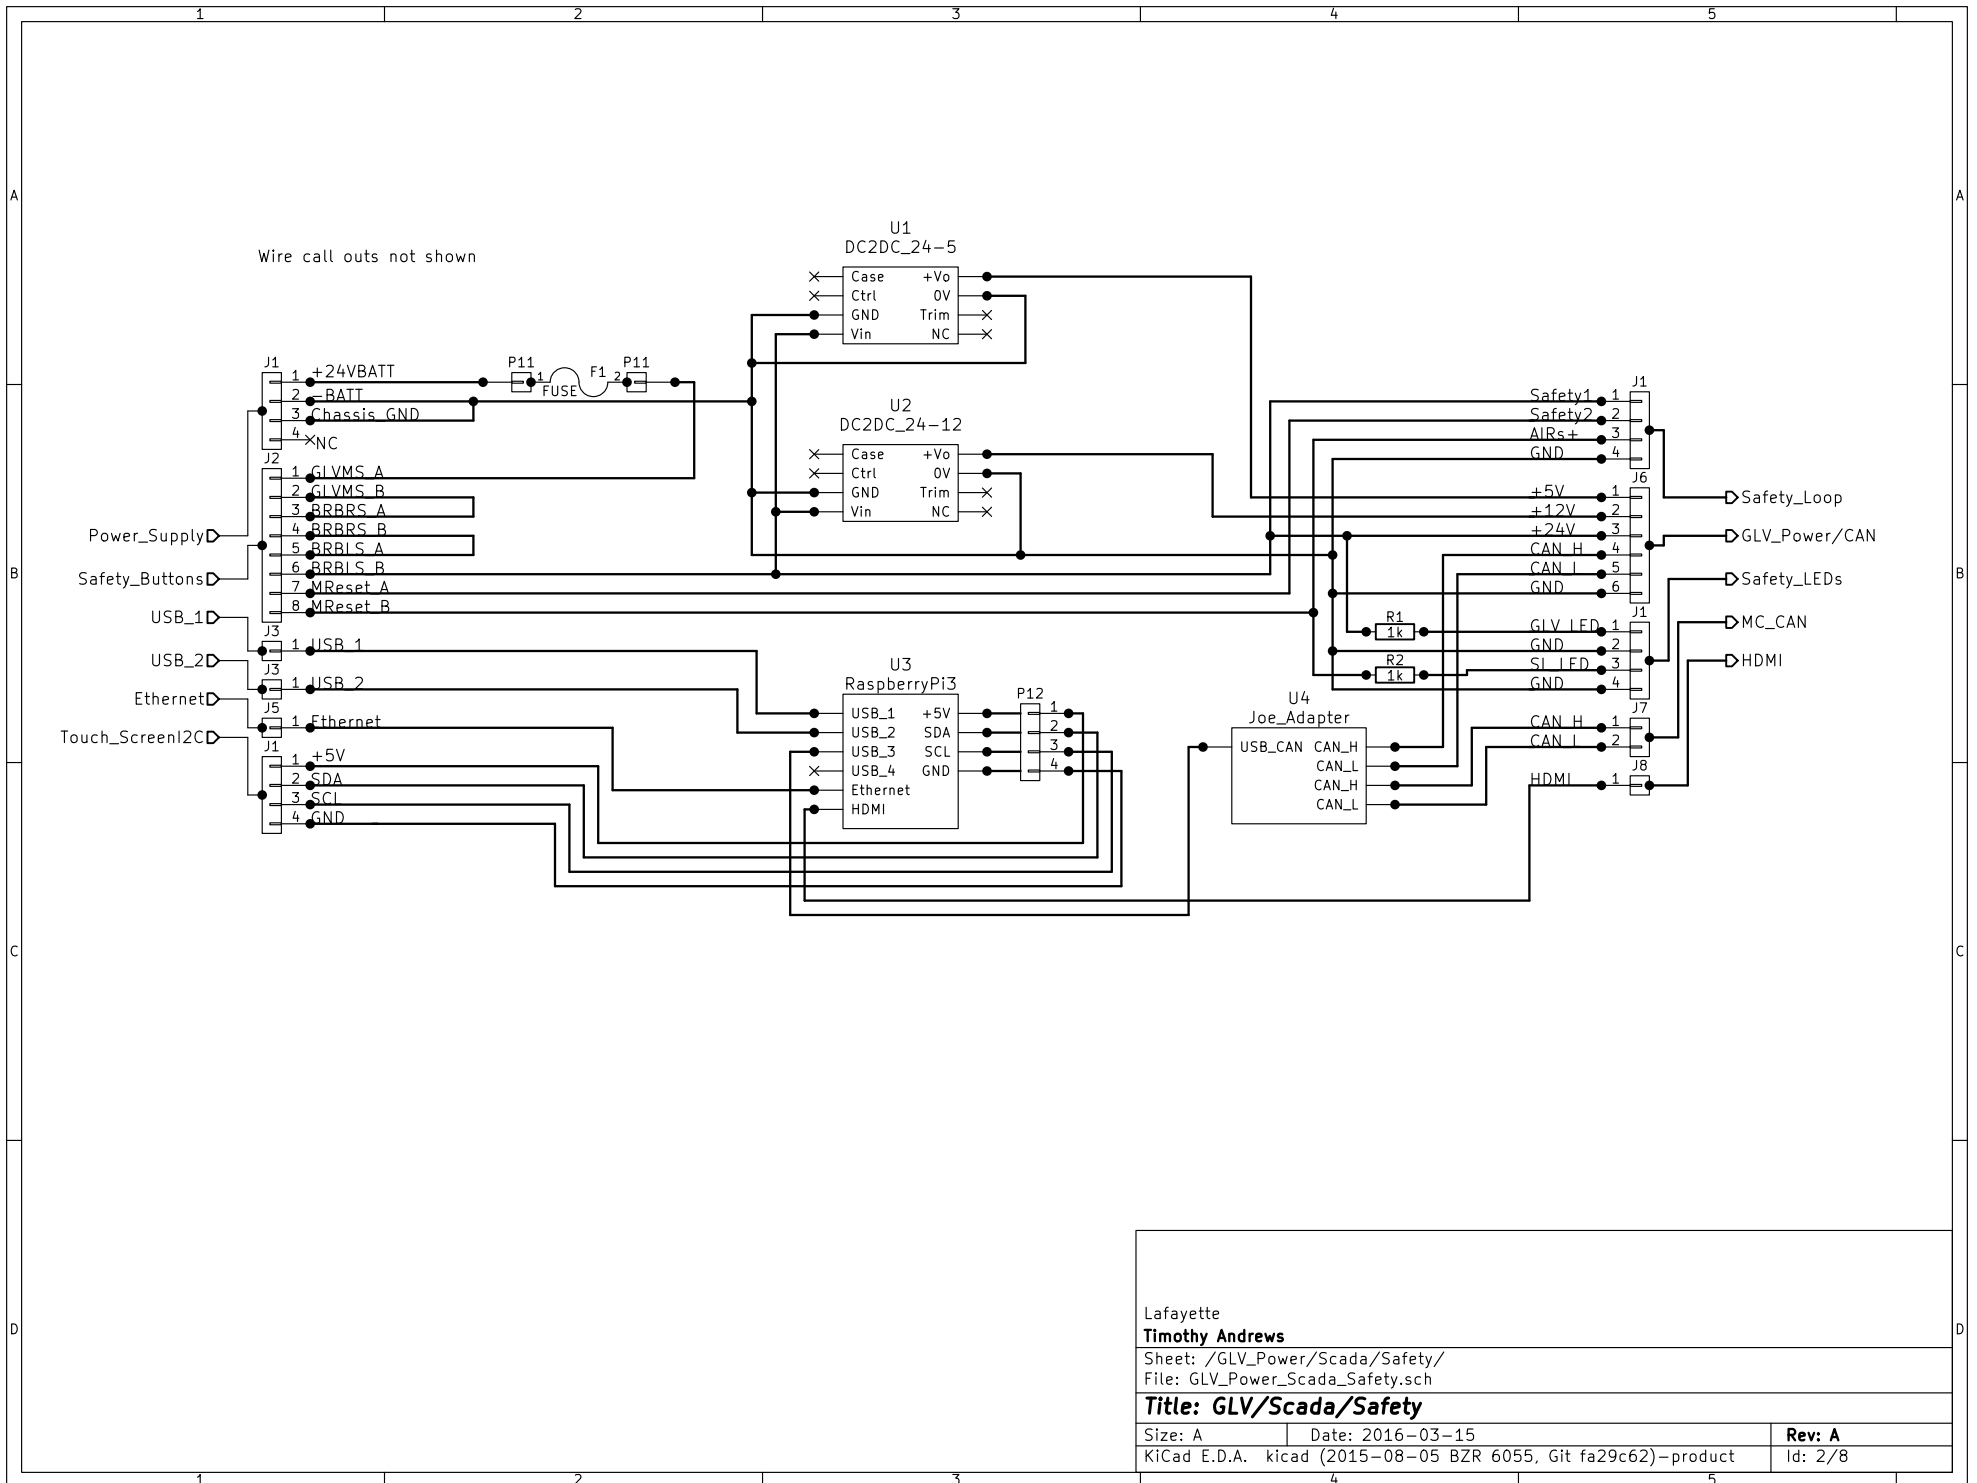 1 2 3 4 5
A A
B B
C C
D D
Wire call outs not shown
U1
DC2DC_24-5
Case +Vo
Ctrl 0V
GND Trim
Vin NC
J1
1 +24VBATT
2 -BATT
3 Chassis_GND
4 NC
P11
1 FUSE F1 2
P11
U2
DC2DC_24-12
Case +Vo
Ctrl 0V
GND Trim
Vin NC
J2
1 GLVMS_A
2 GLVMS_B
3 BRBRS_A
4 BRBRS_B
5 BRBLS_A
6 BRBLS_B
7 MReset_A
8 MReset_B
Power_Supply
Safety_Buttons
USB_1
USB_2
Ethernet
Touch_ScreenI2C
J3
1 USB_1
J3
1 USB_2
J5
1 Ethernet
J1
1 +5V
2 SDA
3 SCL
4 GND
U3
RaspberryPi3
USB_1 +5V
USB_2 SDA
USB_3 SCL
USB_4 GND
Ethernet
HDMI
P12
1
2
3
4
U4
Joe_Adapter
USB_CAN CAN_H
CAN_L
CAN_H
CAN_L
R1
1k
R2
1k
J1
Safety1 1
Safety2 2
AIRs+ 3
GND 4
J6
+5V 1
+12V 2
+24V 3
CAN_H 4
CAN_L 5
GND 6
J1
GLV_LED 1
GND 2
SL_LED 3
GND 4
J7
CAN_H 1
CAN_L 2
J8
HDMI 1
Safety_Loop
GLV_Power/CAN
Safety_LEDs
MC_CAN
HDMI
Lafayette
Timothy Andrews
Sheet: /GLV_Power/Scada/Safety/
File: GLV_Power_Scada_Safety.sch
Title: GLV/Scada/Safety
Size: A Date: 2016-03-15 Rev: A
KiCad E.D.A. kicad (2015-08-05 BZR 6055, Git fa29c62)-product Id: 2/8
1 2 3 4 5